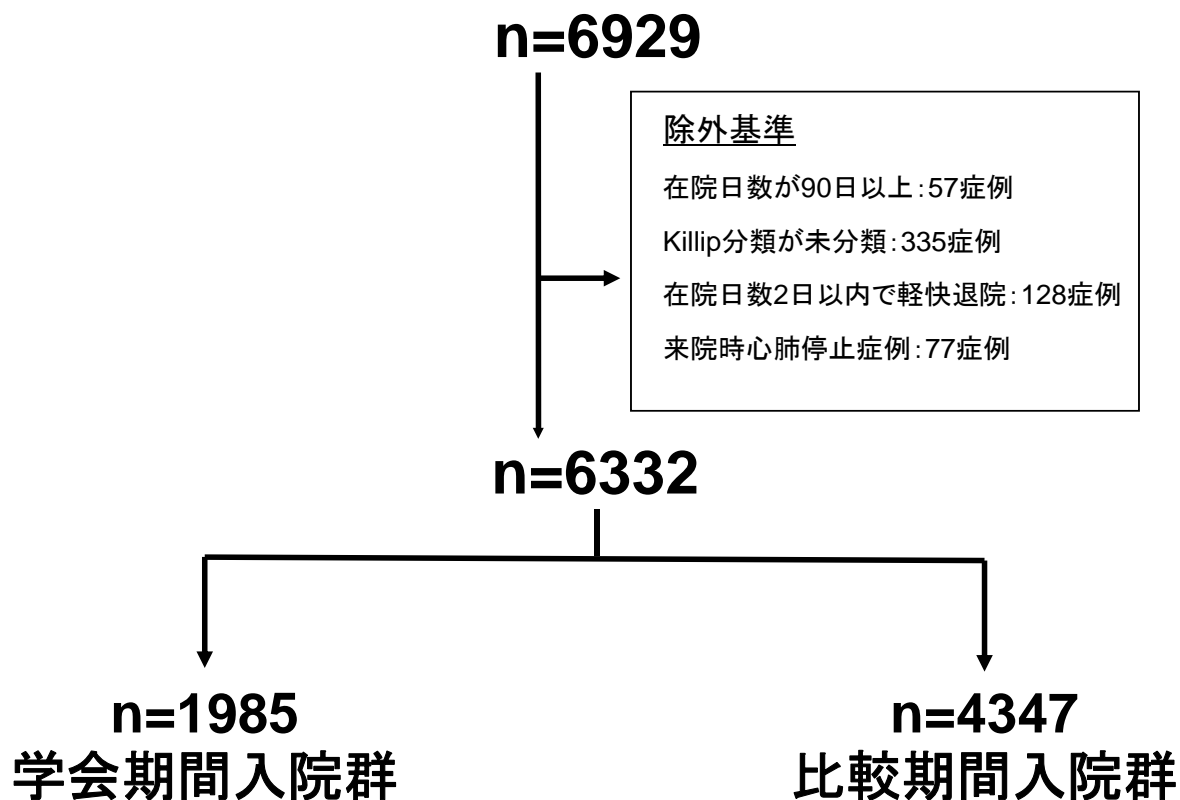 n=6929
除外基準
在院日数が90日以上:57症例
Killip分類が未分類:335症例
在院日数2日以内で軽快退院:128症例
来院時心肺停止症例:77症例
n=6332
n=1985
学会期間入院群
n=4347
比較期間入院群